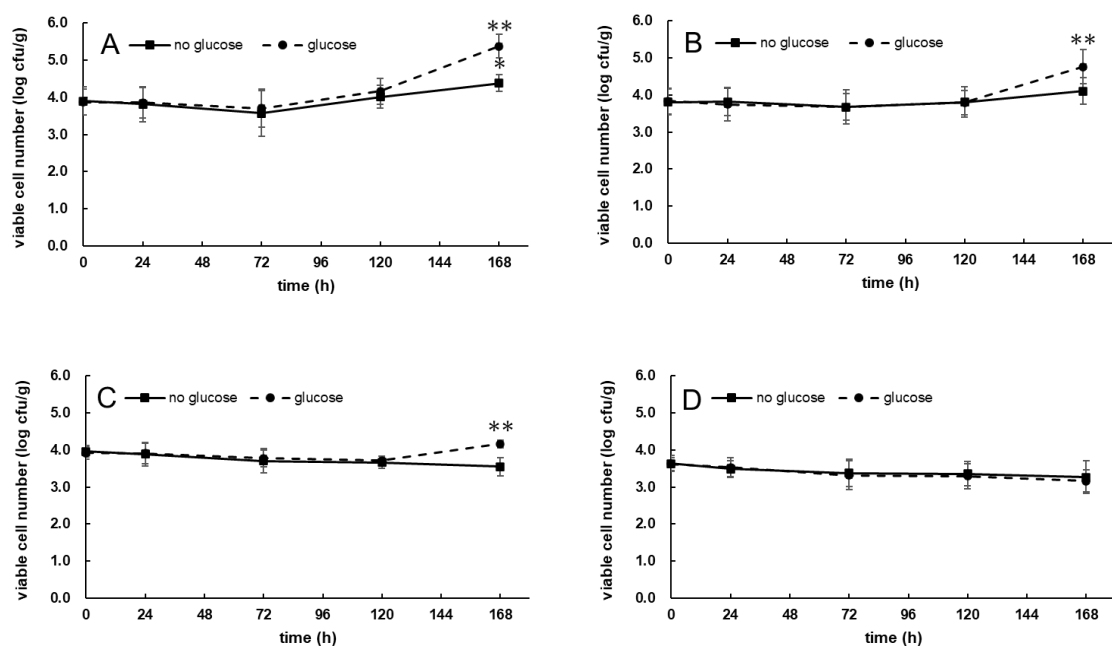 A
no glucose
glucose
viable cell number (log cfu/g)
6.0
5.0
4.0
3.0
2.0
1.0
0.0
**
*
0 24 48 72 96 120 144 168
time (h)
B
no glucose
glucose
viable cell number (log cfu/g)
6.0
5.0
4.0
3.0
2.0
1.0
0.0
**
0 24 48 72 96 120 144 168
time (h)
C
no glucose
glucose
viable cell number (log cfu/g)
6.0
5.0
4.0
3.0
2.0
1.0
0.0
**
0 24 48 72 96 120 144 168
time (h)
D
no glucose
glucose
viable cell number (log cfu/g)
6.0
5.0
4.0
3.0
2.0
1.0
0.0
0 24 48 72 96 120 144 168
time (h)